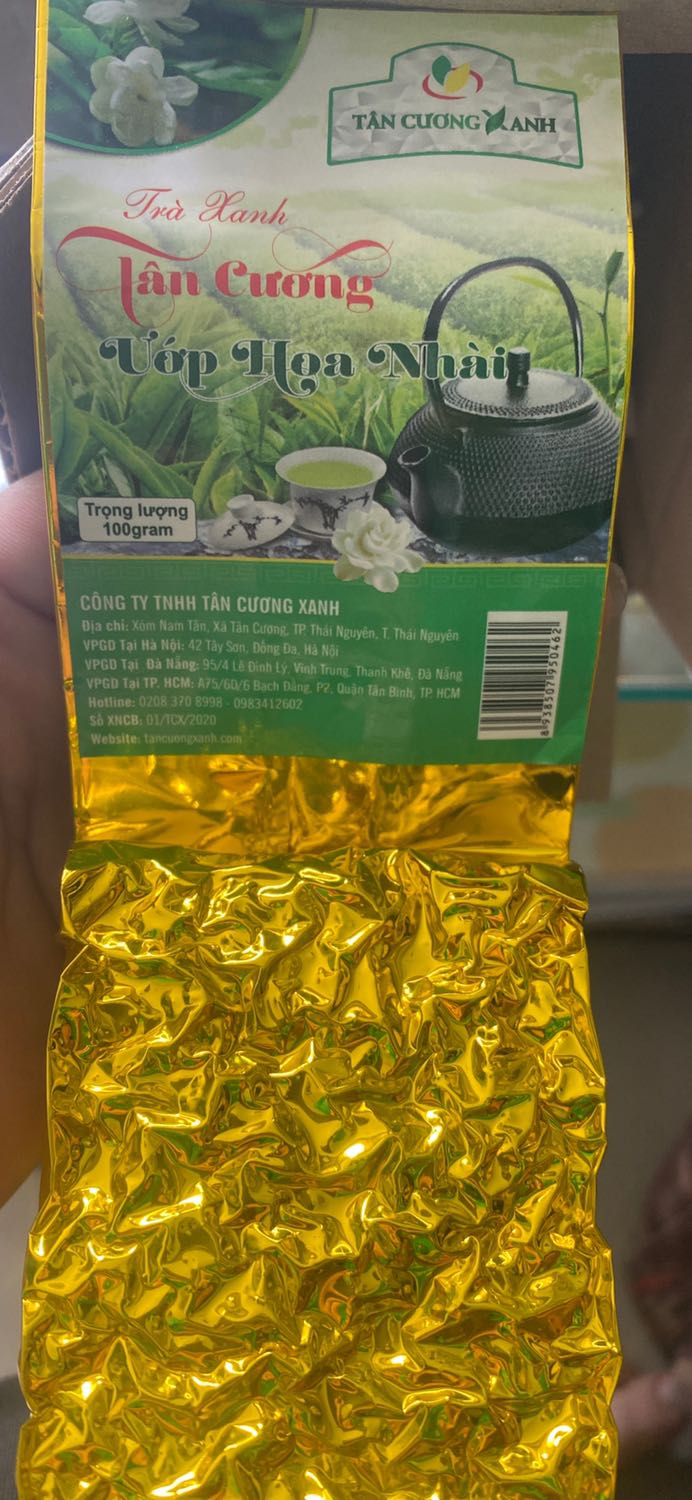 TÂN CƯƠNG XANH
Trà Xanh
Tân Cương
Ướp Hoa Nhài
Trọng lượng
100gram
CÔNG TY TNHH TÂN CƯƠNG XANH
Địa chỉ: Xóm Nam Tân, Xã Tân Cương, TP. Thái Nguyên, T. Thái Nguyên
VPGD Tại Hà Nội: 42 Tây Sơn, Đống Đa, Hà Nội
VPGD Tại Đà Nẵng: 95/4 Lê Đình Lý, Vĩnh Trung, Thanh Khê, Đà Nẵng
VPGD Tại TP. HCM: A75/6D/6 Bạch Đằng, P2, Quận Tân Bình, TP. HCM
Hotline: 0208 370 8998 - 0983412602
Số XNCB: 01/TCX/2020
Website: tancuongxanh.com
8 938507 950462